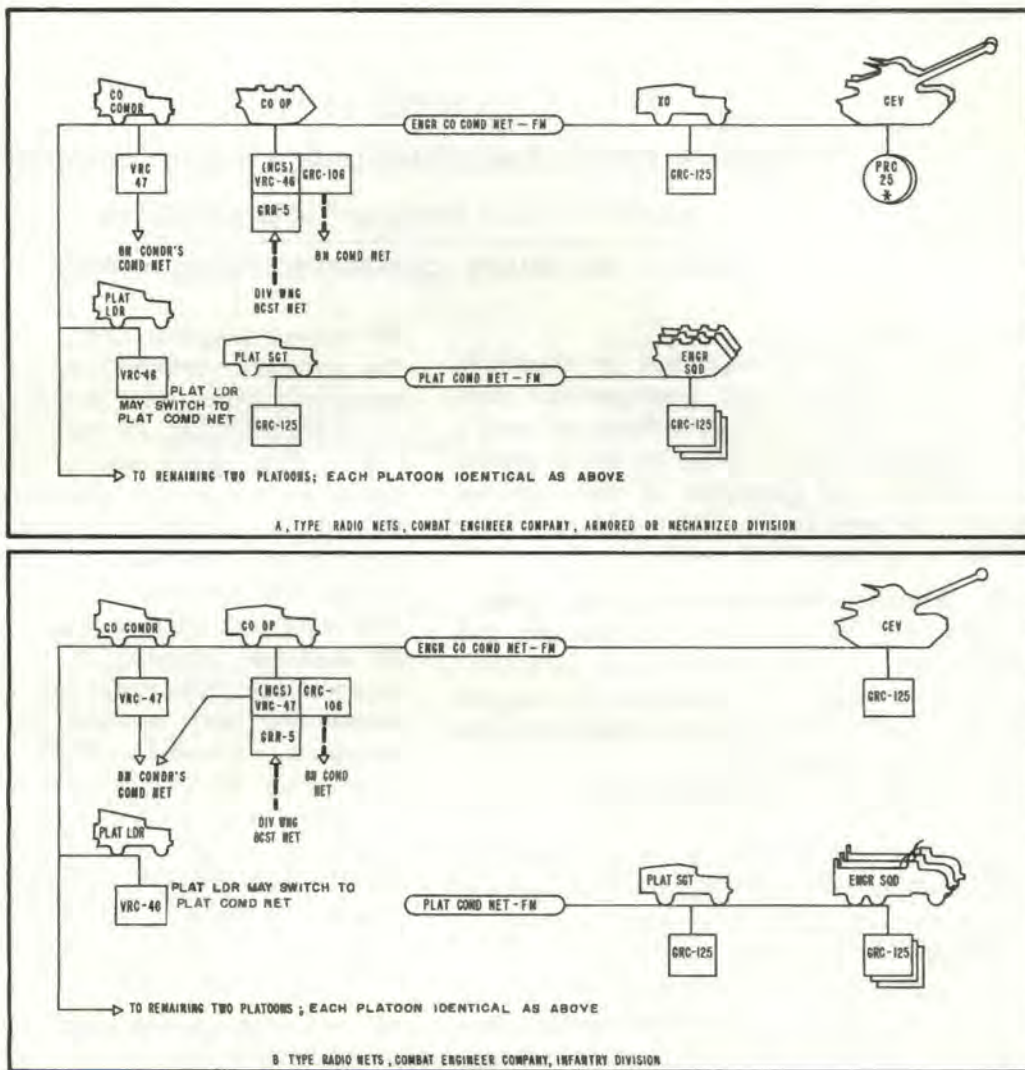 CO
COMDR
CO OP
ENGR CO COMD NET - FM
XO
CEV
VRC
47
(NCS)
VRC-46
GRC-106
GRR-5
GRC-125
PRC
25
*
BN COMDR'S
COMD NET
BN COMD NET
DIV WNG
BCST NET
PLAT
LDR
PLAT SGT
PLAT COMD NET - FM
ENGR
SQD
VRC-46
PLAT LDR
MAY SWITCH TO
PLAT COMD NET
GRC-125
GRC-125
TO REMAINING TWO PLATOONS; EACH PLATOON IDENTICAL AS ABOVE
A, TYPE RADIO NETS, COMBAT ENGINEER COMPANY, ARMORED OR MECHANIZED DIVISION
CO COMDR
CO OP
ENGR CO COMD NET - FM
CEV
VRC-47
(NCS)
VRC-47
GRC-
106
GRR-5
GRC-125
BN COMDR'S
COMD NET
BN COMD
NET
DIV WNG
BCST NET
PLAT LDR
VRC-46
PLAT LDR MAY SWITCH TO
PLAT COMD NET
PLAT COMD NET - FM
PLAT SGT
ENGR SQD
GRC-125
GRC-125
TO REMAINING TWO PLATOONS; EACH PLATOON IDENTICAL AS ABOVE
B TYPE RADIO NETS, COMBAT ENGINEER COMPANY, INFANTRY DIVISION